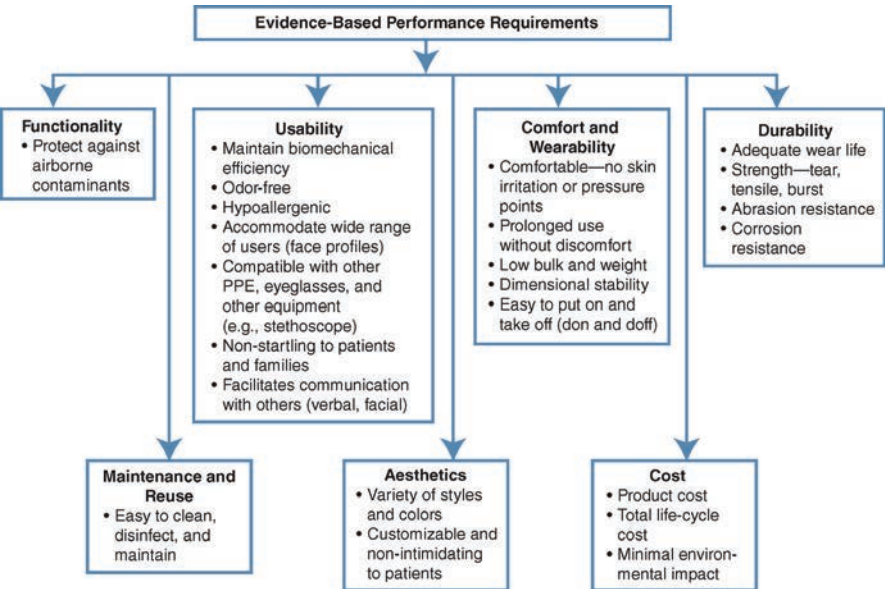 Evidence-Based Performance Requirements
Functionality
• Protect against
airborne
contaminants
Usability
• Maintain biomechanical
efficiency
• Odor-free
• Hypoallergenic
• Accommodate wide range
of users (face profiles)
• Compatible with other
PPE, eyeglasses, and
other equipment
(e.g., stethoscope)
• Non-startling to patients
and families
• Facilitates communication
with others (verbal, facial)
Comfort and
Wearability
• Comfortable—no skin
irritation or pressure
points
• Prolonged use
without discomfort
• Low bulk and weight
• Dimensional stability
• Easy to put on and
take off (don and doff)
Durability
• Adequate wear life
• Strength—tear,
tensile, burst
• Abrasion resistance
• Corrosion
resistance
Maintenance and
Reuse
• Easy to clean,
disinfect, and
maintain
Aesthetics
• Variety of styles
and colors
• Customizable and
non-intimidating
to patients
Cost
• Product cost
• Total life-cycle
cost
• Minimal environ-
mental impact